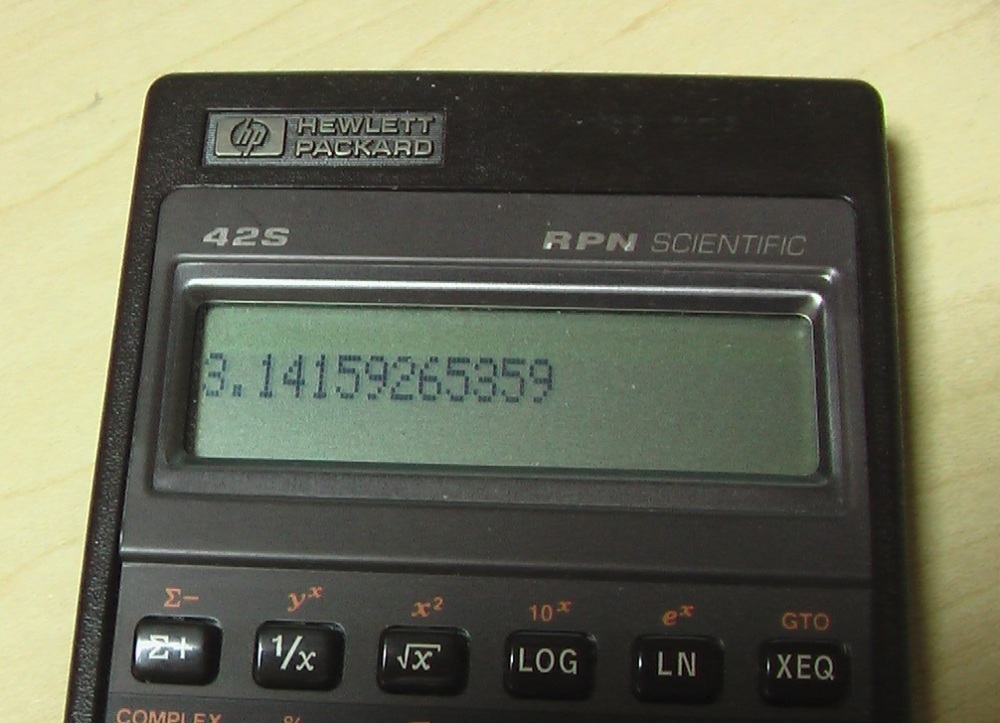 hp HEWLETT
PACKARD
42S RPN SCIENTIFIC
3.14159265359
Σ− yˣ x² 10ˣ eˣ GTO
Σ+ 1/x √x LOG LN XEQ
COMPLEX %